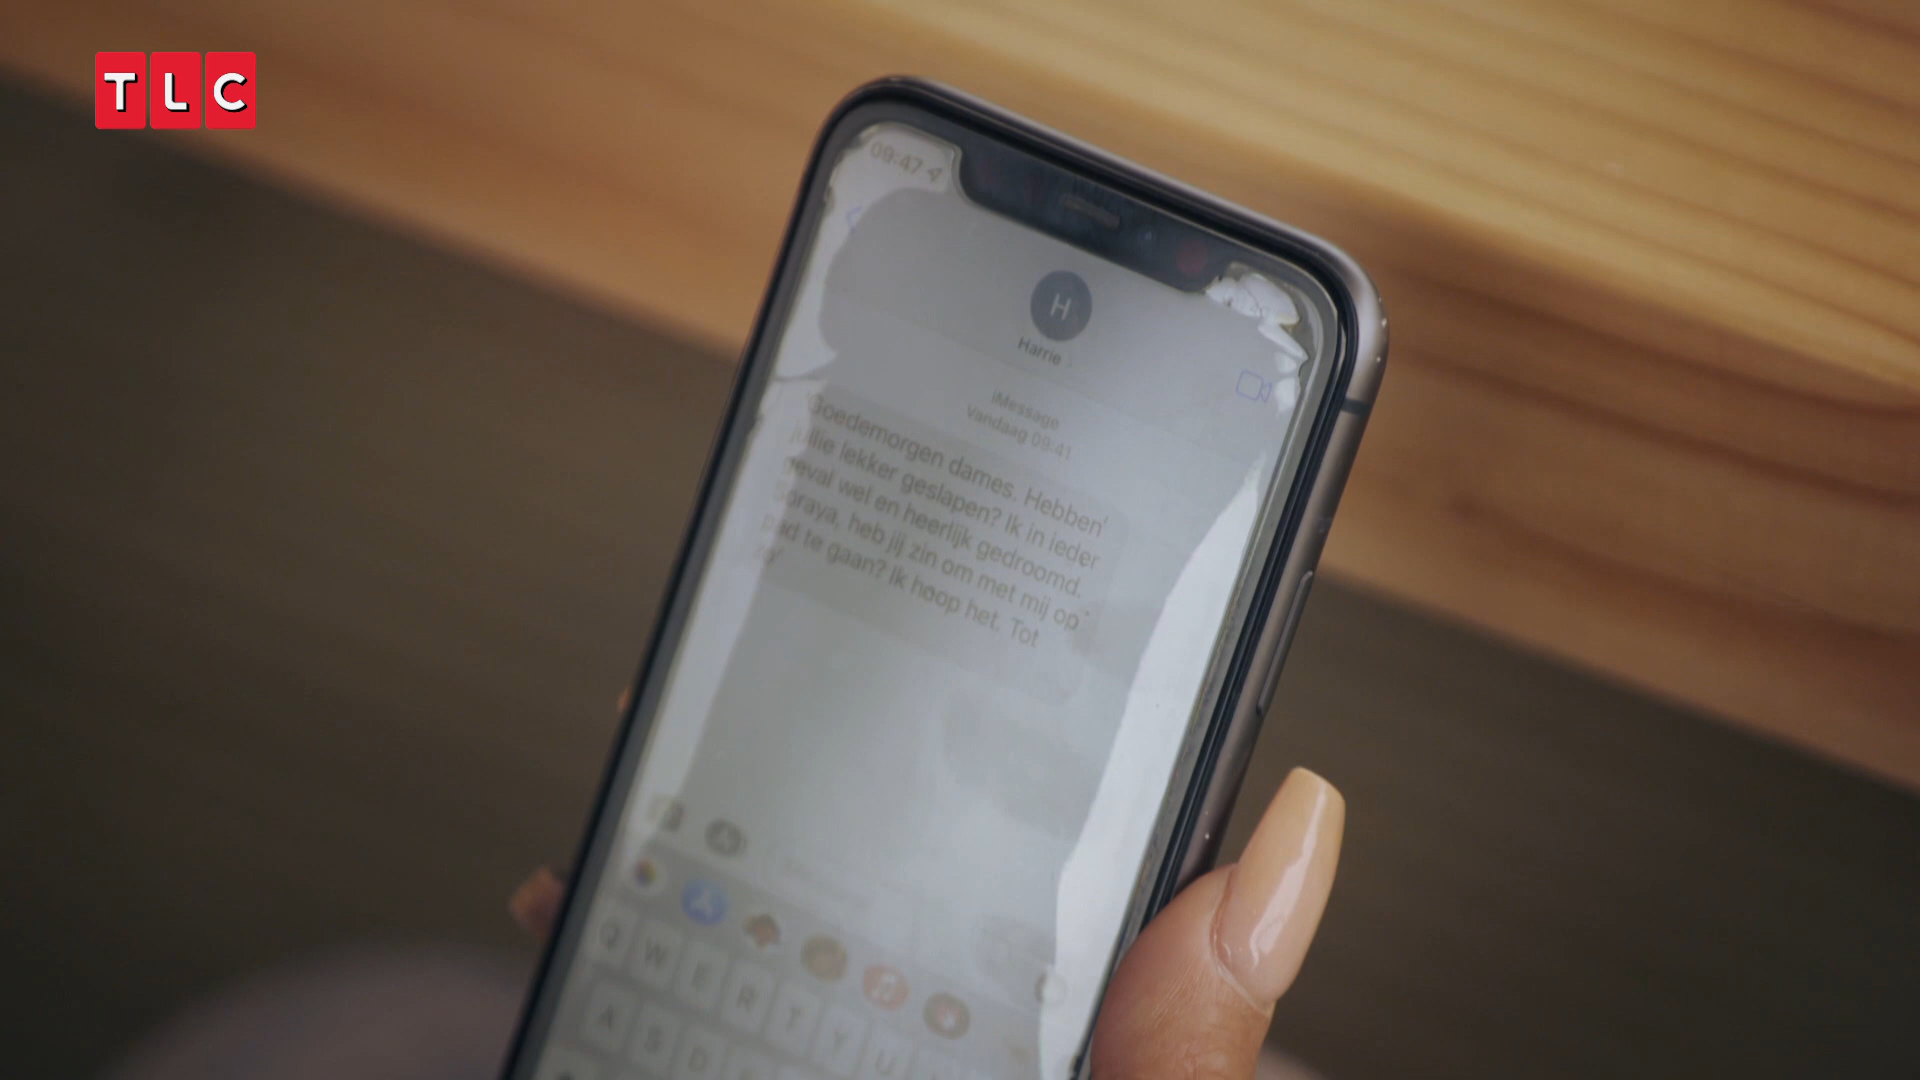 TLC
09:47
H
Harrie
iMessage
Vandaag 09:41
Goedemorgen dames. Hebben
jullie lekker geslapen? Ik in ieder
geval wel en heerlijk gedroomd.
Soraya, heb jij zin om met mij op
pad te gaan? Ik hoop het. Tot
Q W E R T Y U
A S D